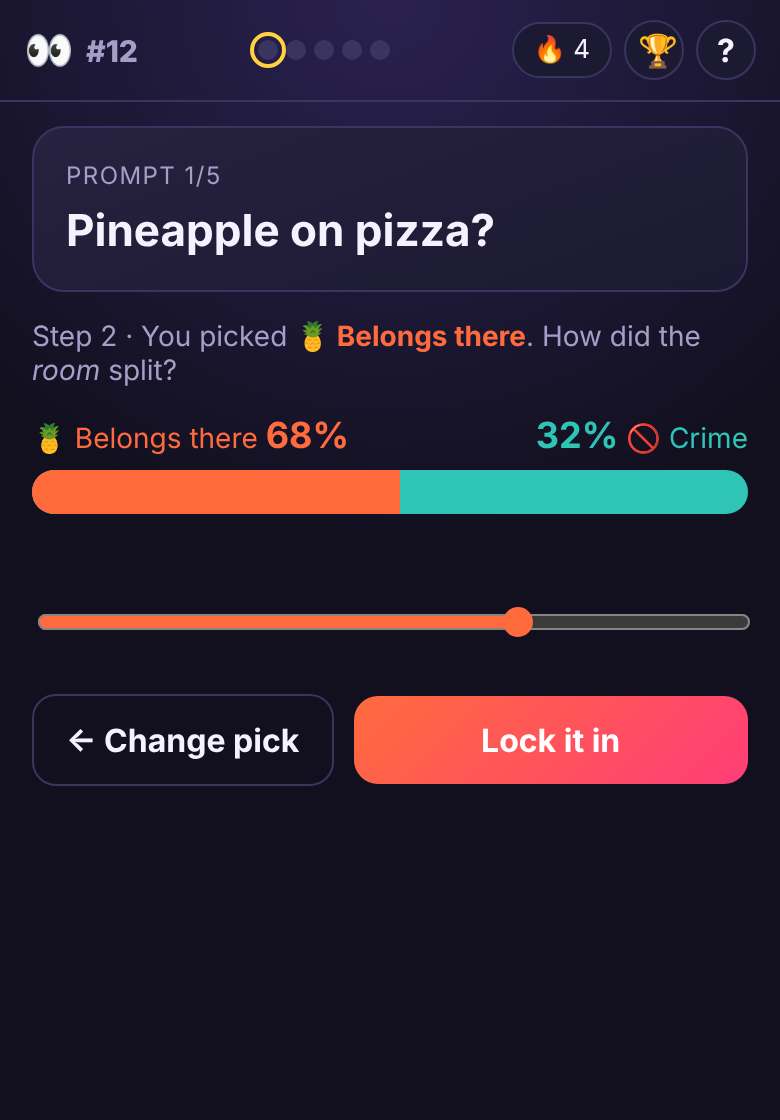 👀 #12
🔥 4 🏆 ?
PROMPT 1/5
Pineapple on pizza?
Step 2 · You picked 🍍 Belongs there. How did the
room split?
🍍 Belongs there 68% 32% 🚫 Crime
← Change pick Lock it in